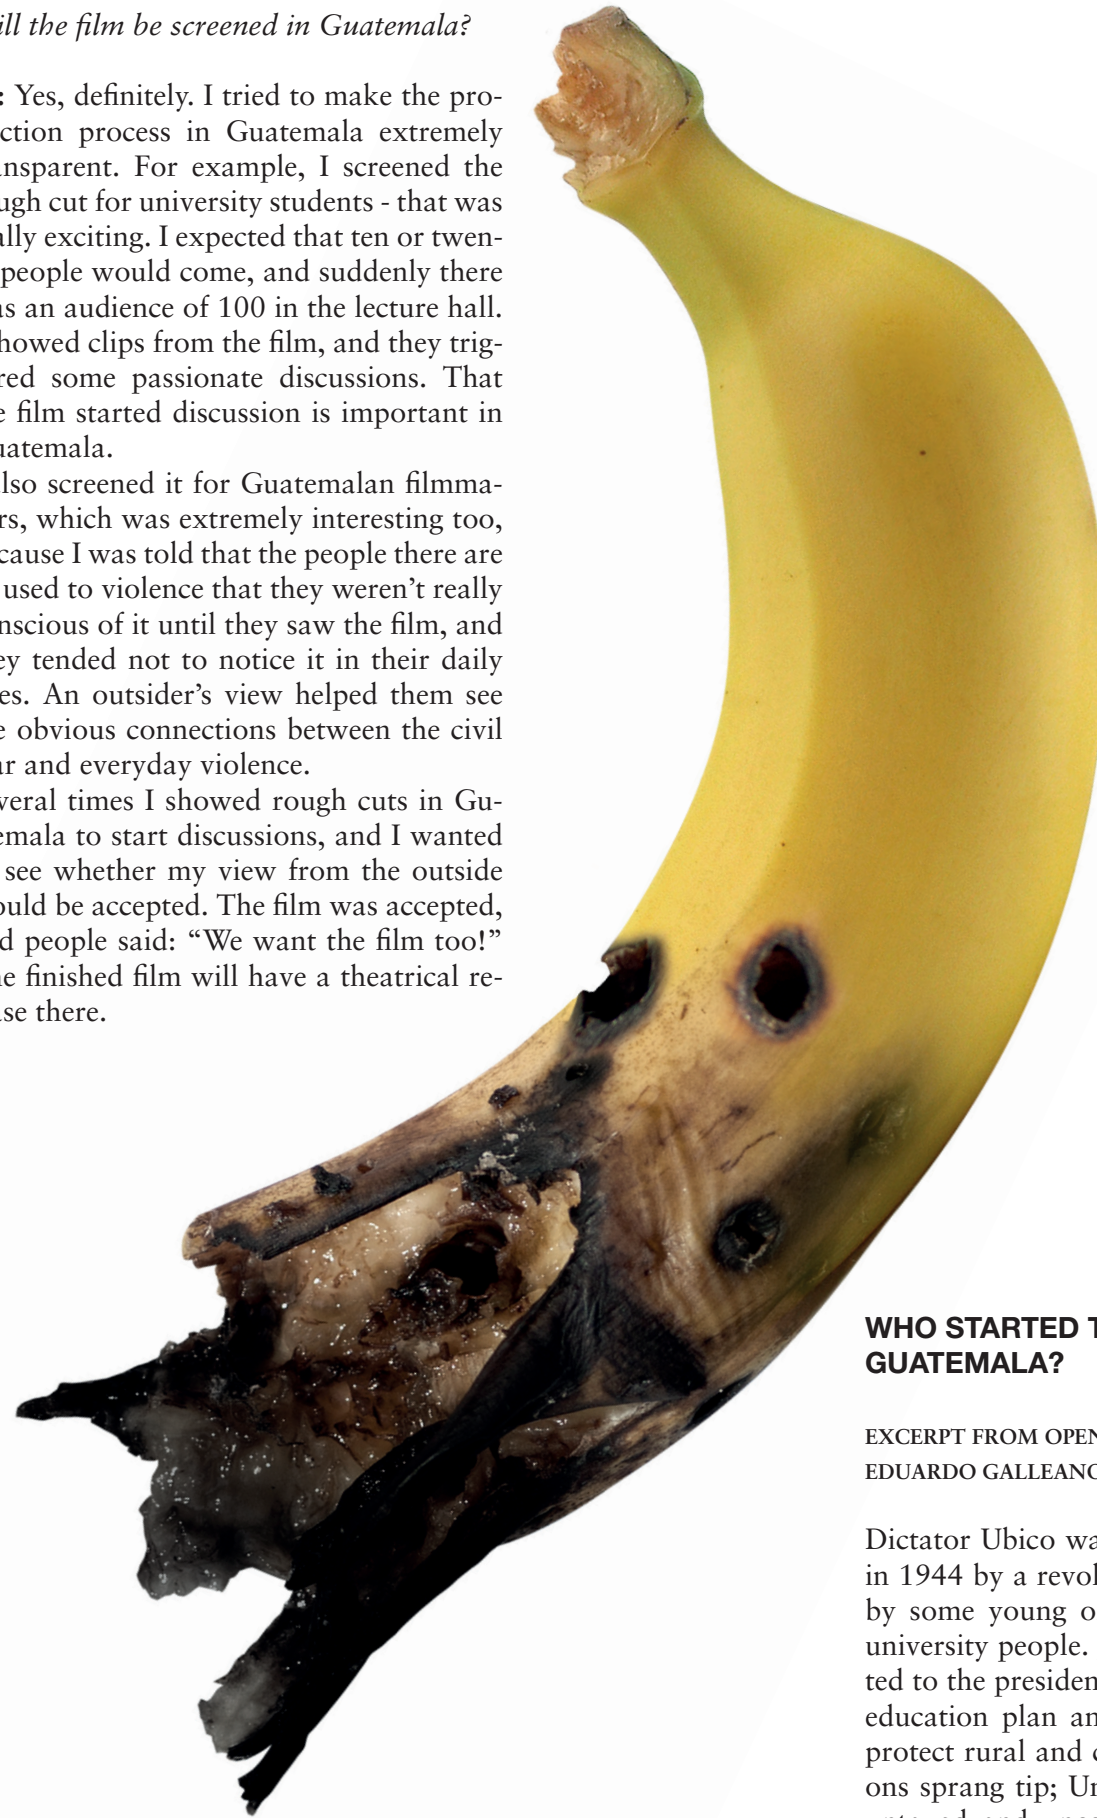 ill the film be screened in Guatemala?
: Yes, definitely. I tried to make the pro-
ction process in Guatemala extremely
nsparent. For example, I screened the
ugh cut for university students - that was
ally exciting. I expected that ten or twen-
people would come, and suddenly there
as an audience of 100 in the lecture hall.
howed clips from the film, and they trig-
red some passionate discussions. That
e film started discussion is important in
uatemala.
lso screened it for Guatemalan filmma-
rs, which was extremely interesting too,
cause I was told that the people there are
used to violence that they weren’t really
nscious of it until they saw the film, and
ey tended not to notice it in their daily
es. An outsider’s view helped them see
e obvious connections between the civil
ar and everyday violence.
veral times I showed rough cuts in Gu-
emala to start discussions, and I wanted
see whether my view from the outside
ould be accepted. The film was accepted,
d people said: “We want the film too!”
he finished film will have a theatrical re-
ase there.
WHO STARTED T
GUATEMALA?
EXCERPT FROM OPEN
EDUARDO GALLEANO
Dictator Ubico wa
in 1944 by a revol
by some young o
university people.
ted to the presiden
education plan an
protect rural and c
ons sprang tip; Un